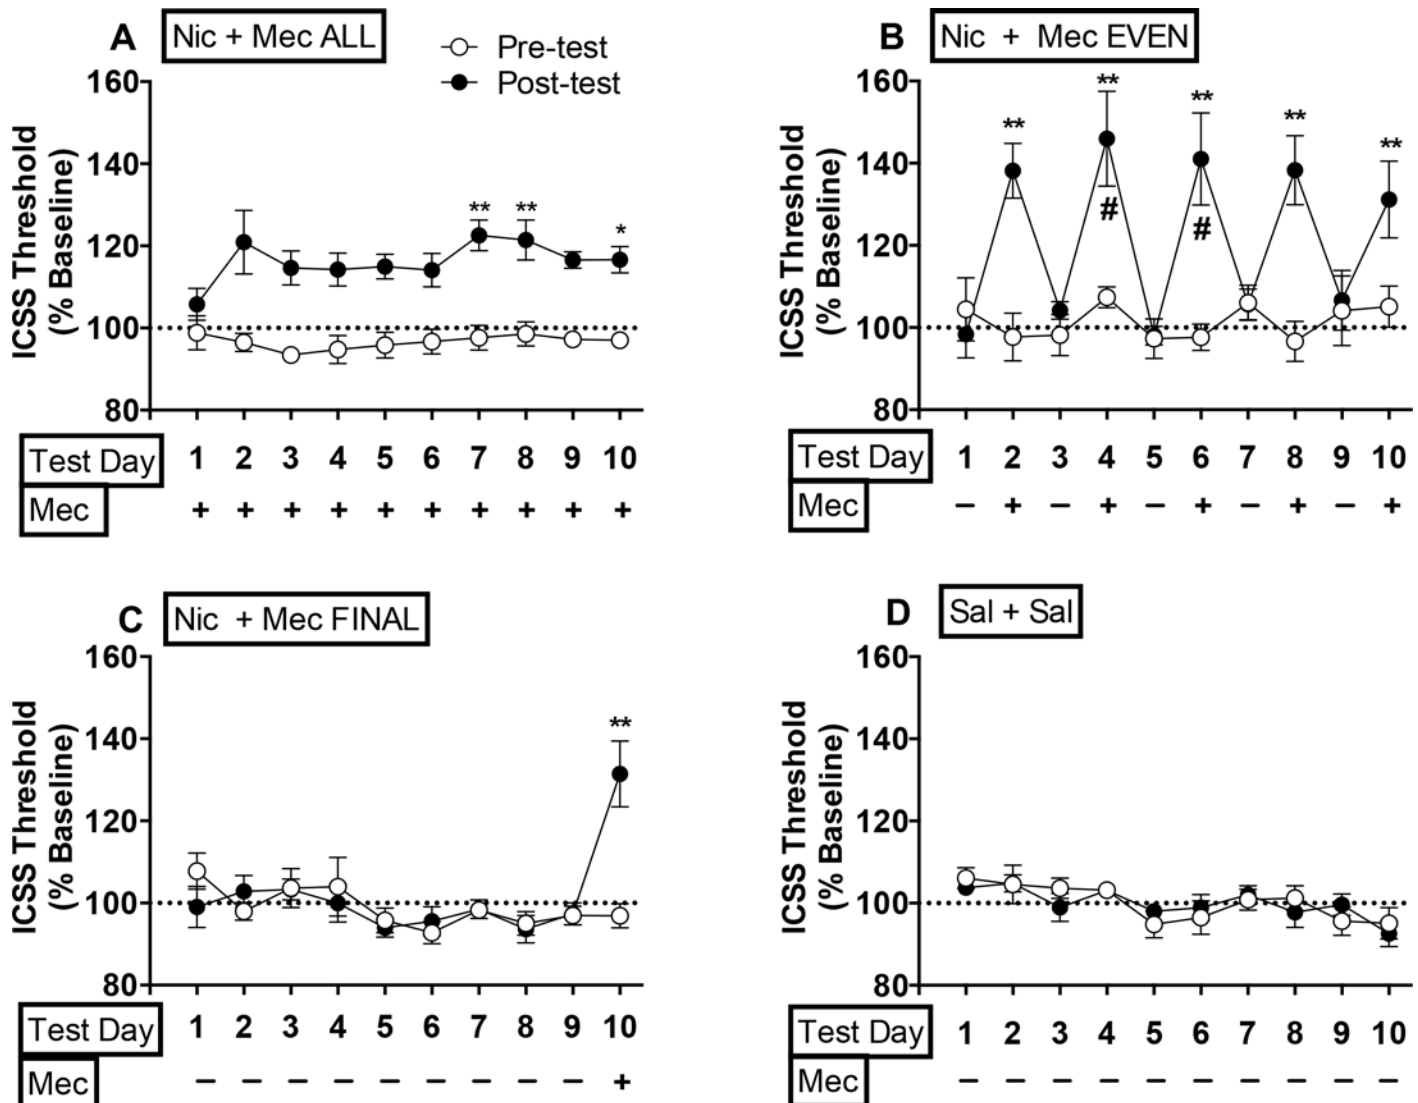 A Nic + Mec ALL
Pre-test
Post-test
ICSS Threshold
(% Baseline)
160
140
120
100
80
** ** *
Test Day 1 2 3 4 5 6 7 8 9 10
Mec + + + + + + + + + +
B Nic + Mec EVEN
ICSS Threshold
(% Baseline)
160
140
120
100
80
** ** ** ** **
# #
Test Day 1 2 3 4 5 6 7 8 9 10
Mec – + – + – + – + – +
C Nic + Mec FINAL
ICSS Threshold
(% Baseline)
160
140
120
100
80
**
Test Day 1 2 3 4 5 6 7 8 9 10
Mec – – – – – – – – – +
D Sal + Sal
ICSS Threshold
(% Baseline)
160
140
120
100
80
Test Day 1 2 3 4 5 6 7 8 9 10
Mec – – – – – – – – – –